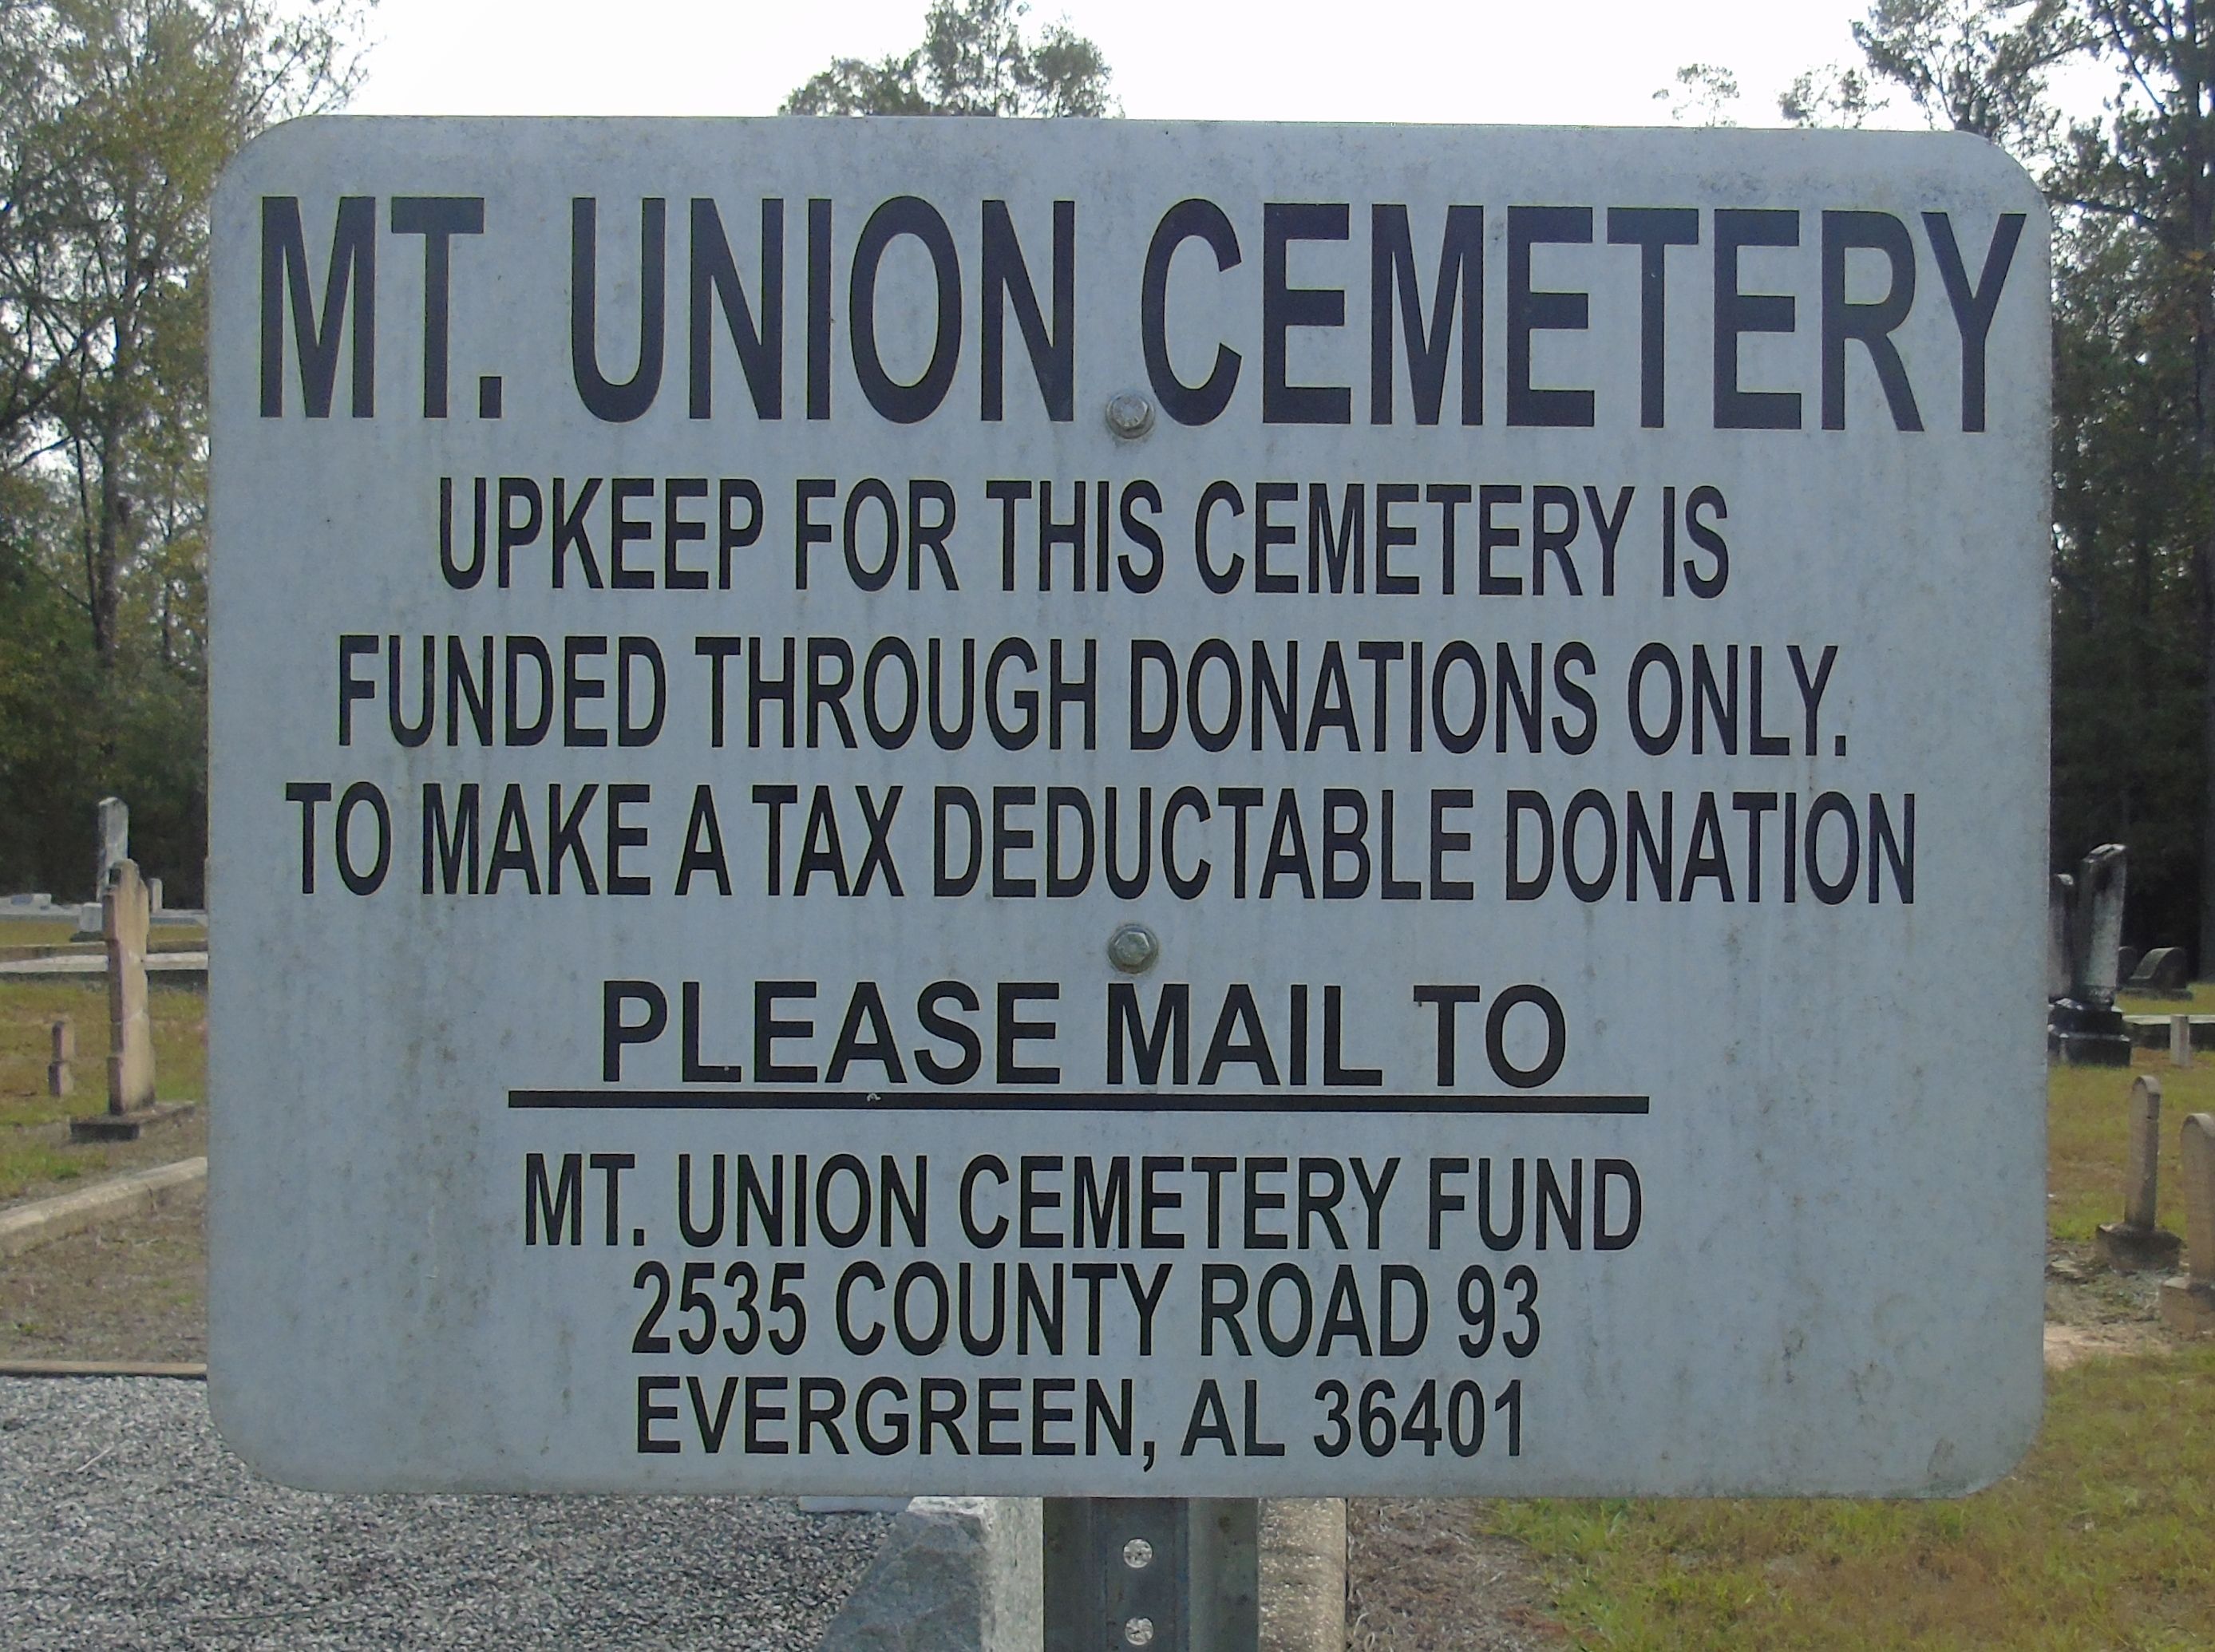 MT. UNION CEMETERY
UPKEEP FOR THIS CEMETERY IS
FUNDED THROUGH DONATIONS ONLY.
TO MAKE A TAX DEDUCTABLE DONATION
PLEASE MAIL TO
MT. UNION CEMETERY FUND
2535 COUNTY ROAD 93
EVERGREEN, AL 36401